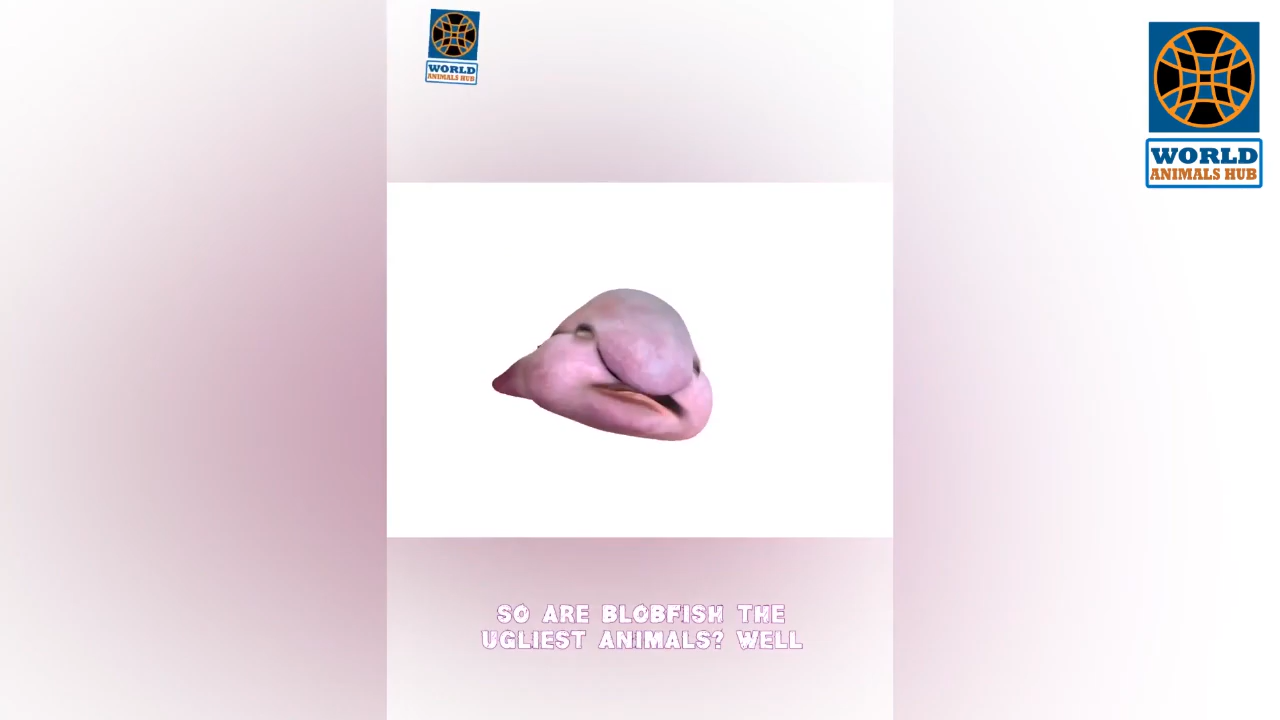 WORLD
ANIMALS HUB
WORLD
ANIMALS HUB
SO ARE BLOBFISH THE
UGLIEST ANIMALS? WELL